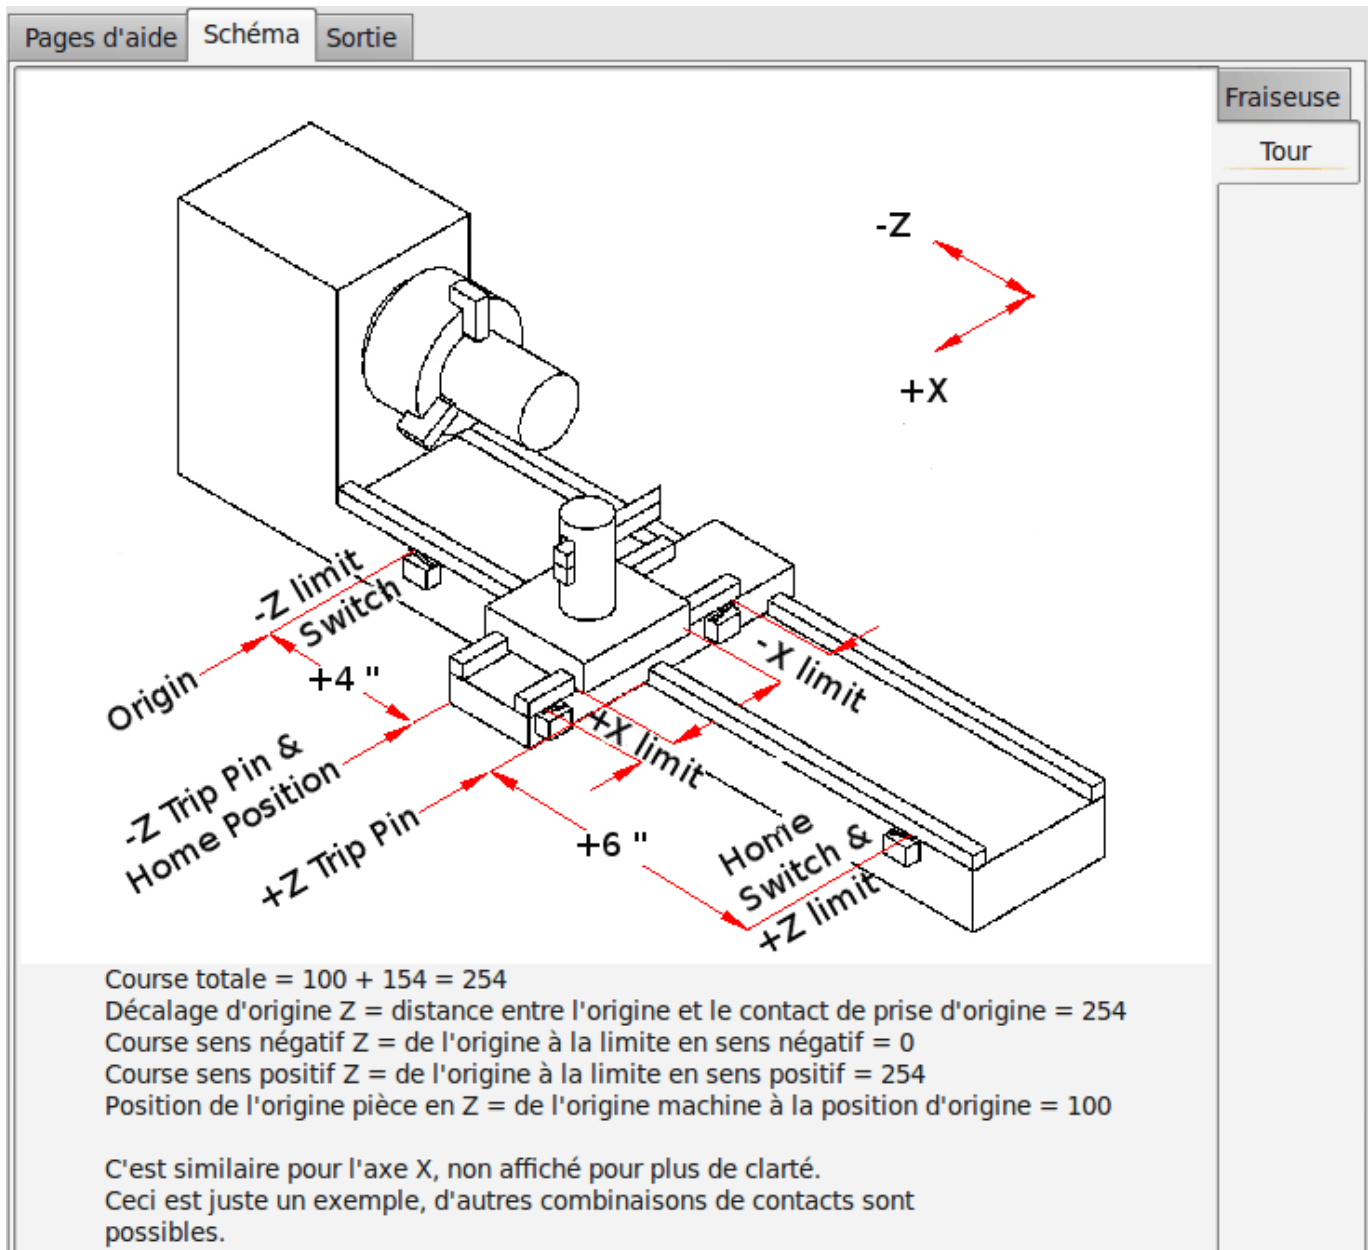 Pages d'aide
Schéma
Sortie
Fraiseuse
Tour
-Z
+X
-Z limit
Switch
Origin
+4 "
-X limit
+X limit
-Z Trip Pin &
Home Position
+Z Trip Pin
+6 "
Home
Switch &
+Z limit
Course totale = 100 + 154 = 254
Décalage d'origine Z = distance entre l'origine et le contact de prise d'origine = 254
Course sens négatif Z = de l'origine à la limite en sens négatif = 0
Course sens positif Z = de l'origine à la limite en sens positif = 254
Position de l'origine pièce en Z = de l'origine machine à la position d'origine = 100
C'est similaire pour l'axe X, non affiché pour plus de clarté.
Ceci est juste un exemple, d'autres combinaisons de contacts sont
possibles.